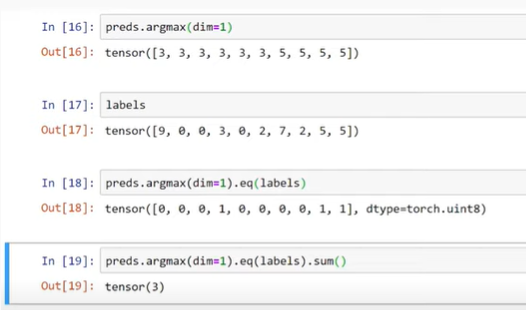 In [16]: preds.argmax(dim=1)
Out[16]: tensor([3, 3, 3, 3, 3, 3, 5, 5, 5, 5])
In [17]: labels
Out[17]: tensor([9, 0, 0, 3, 0, 2, 7, 2, 5, 5])
In [18]: preds.argmax(dim=1).eq(labels)
Out[18]: tensor([0, 0, 0, 1, 0, 0, 0, 0, 1, 1], dtype=torch.uint8)
In [19]: preds.argmax(dim=1).eq(labels).sum()
Out[19]: tensor(3)